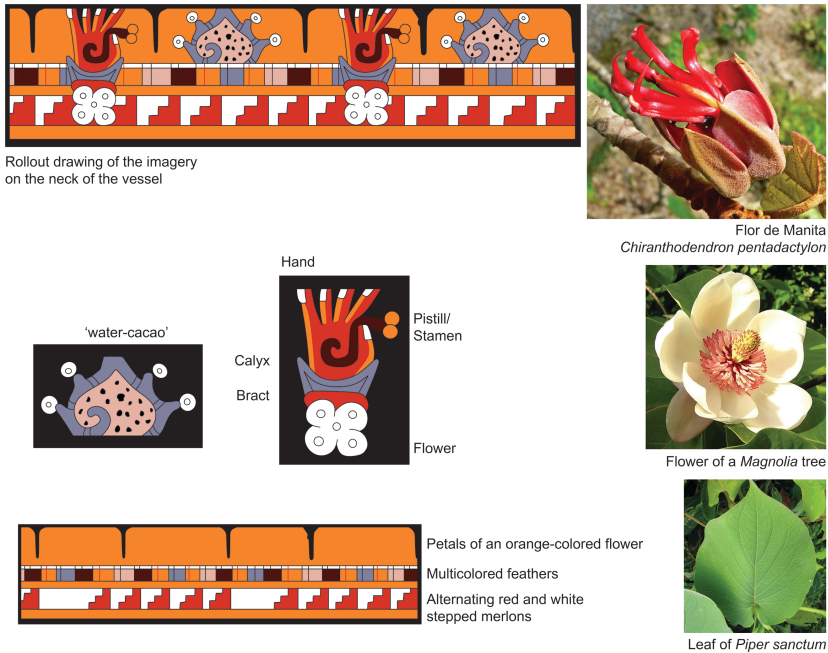 Rollout drawing of the imagery
on the neck of the vessel
Flor de Manita
Chiranthodendron pentadactylon
Hand
Pistill/
Stamen
'water-cacao'
Calyx
Bract
Flower
Flower of a Magnolia tree
Petals of an orange-colored flower
Multicolored feathers
Alternating red and white
stepped merlons
Leaf of Piper sanctum